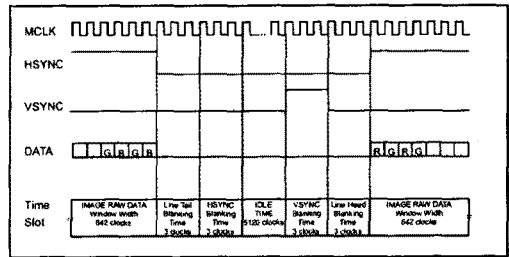 MCLK
HSYNC
VSYNC
DATA
G B G B
R G R G
Time
Slot
IMAGE RAW DATA
Window Width
642 clocks
Line Tail
Blanking
Time
3 clocks
HSYNC
Blanking
Time
3 clocks
IDLE
TIME
5120 clocks
VSYNC
Blanking
Time
3 clocks
Line Head
Blanking
Time
3 clocks
IMAGE RAW DATA
Window Width
642 clocks